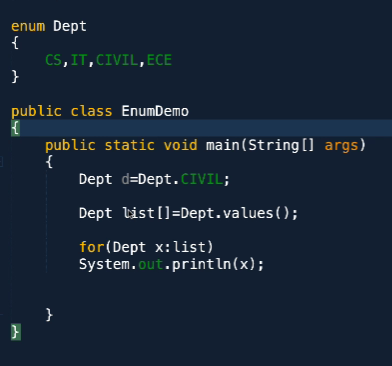 enum Dept
{
    CS,IT,CIVIL,ECE
}
public class EnumDemo
{
    public static void main(String[] args)
    {
        Dept d=Dept.CIVIL;
        Dept list[]=Dept.values();
        for(Dept x:list)
        System.out.println(x);
    }
}